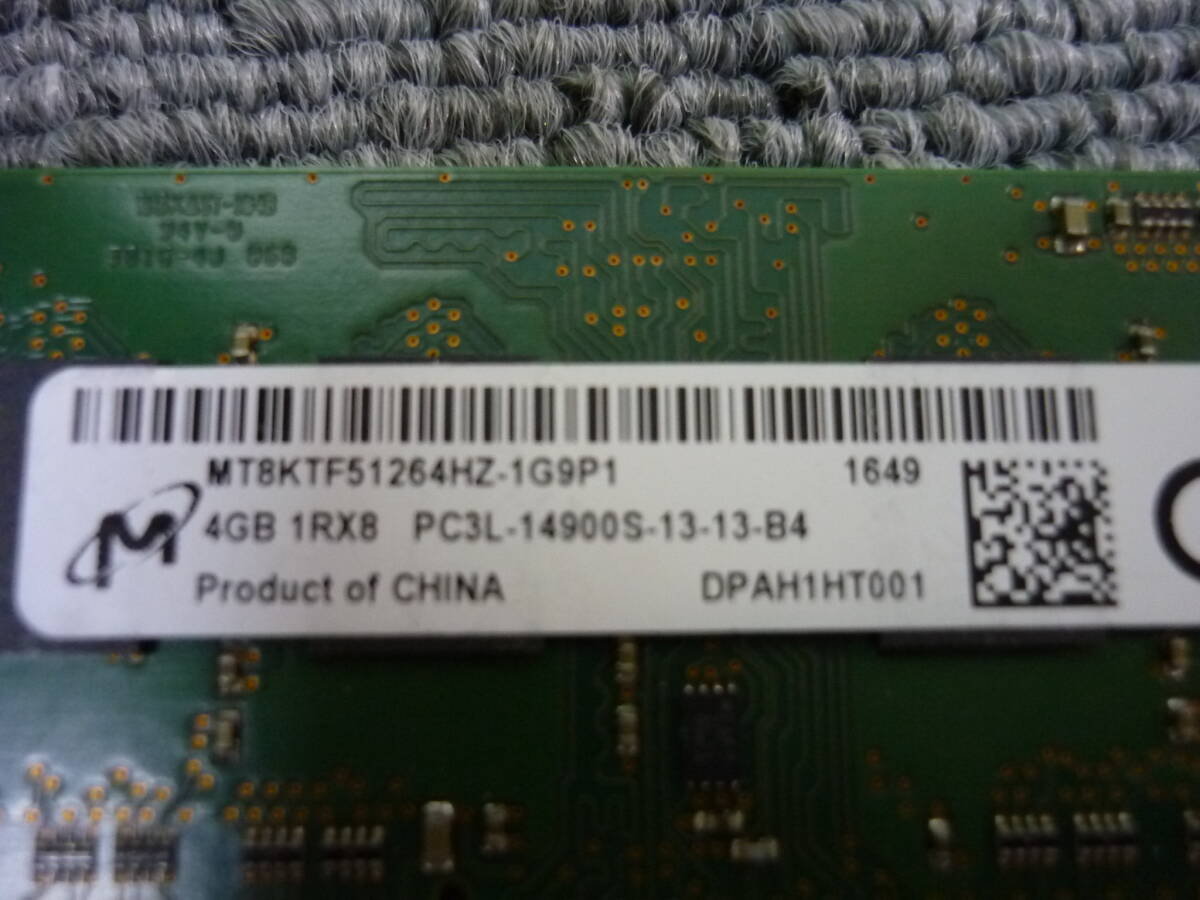 MT8KTF51264HZ-1G9P1 1649
4GB 1RX8 PC3L-14900S-13-13-B4
Product of CHINA DPAH1HT001